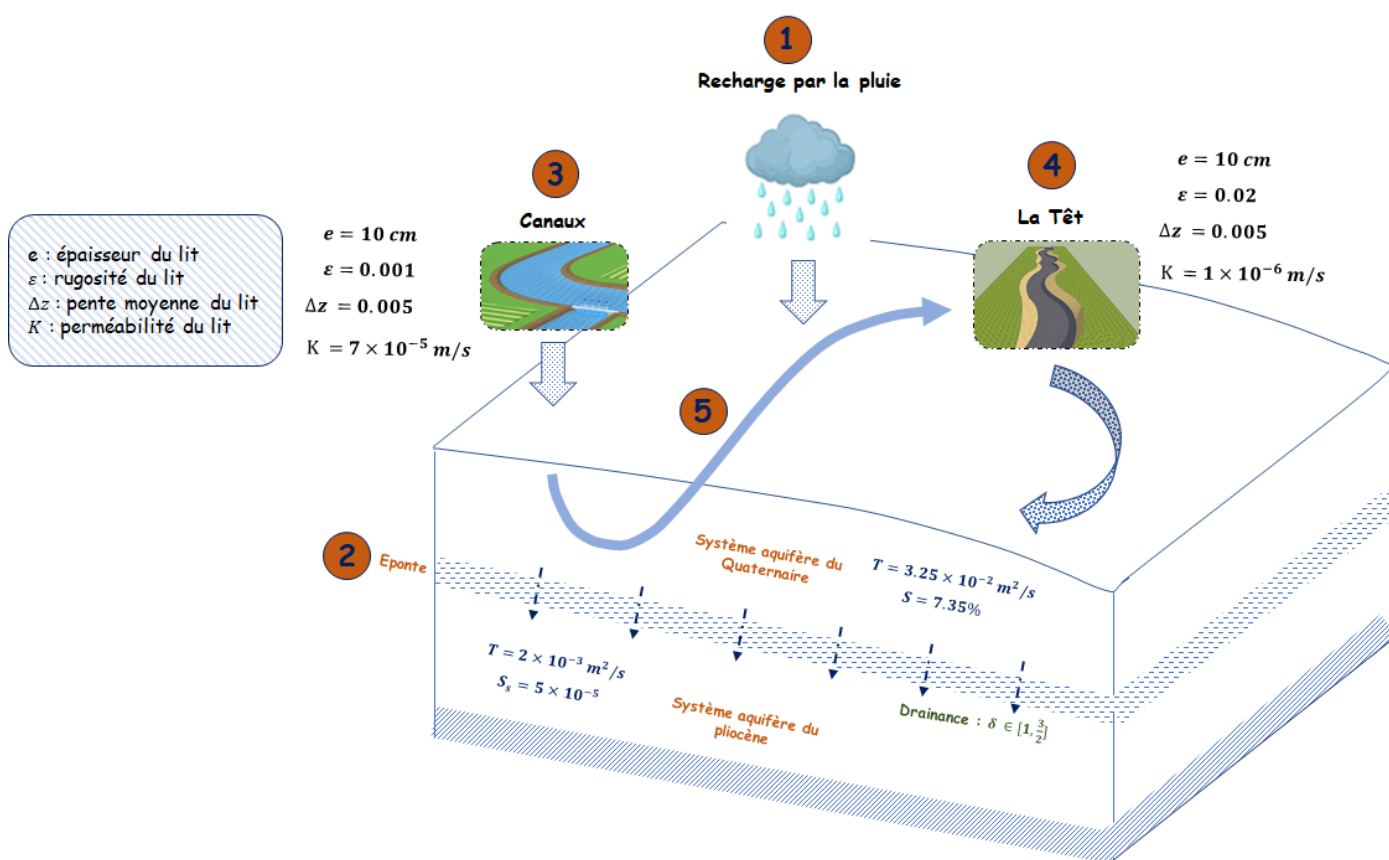 1
Recharge par la pluie
3
Canaux
e = 10 cm
ε = 0.001
Δz = 0.005
K = 7 × 10⁻⁵ m/s
4
La Têt
e = 10 cm
ε = 0.02
Δz = 0.005
K = 1 × 10⁻⁶ m/s
e : épaisseur du lit
ε : rugosité du lit
Δz : pente moyenne du lit
K : perméabilité du lit
5
2
Eponte
Système aquifère du
Quaternaire
T = 3.25 × 10⁻² m²/s
S = 7.35%
T = 2 × 10⁻³ m²/s
Sₛ = 5 × 10⁻⁵
Système aquifère du
pliocène
Drainance : δ ∈ [1, 3/2]